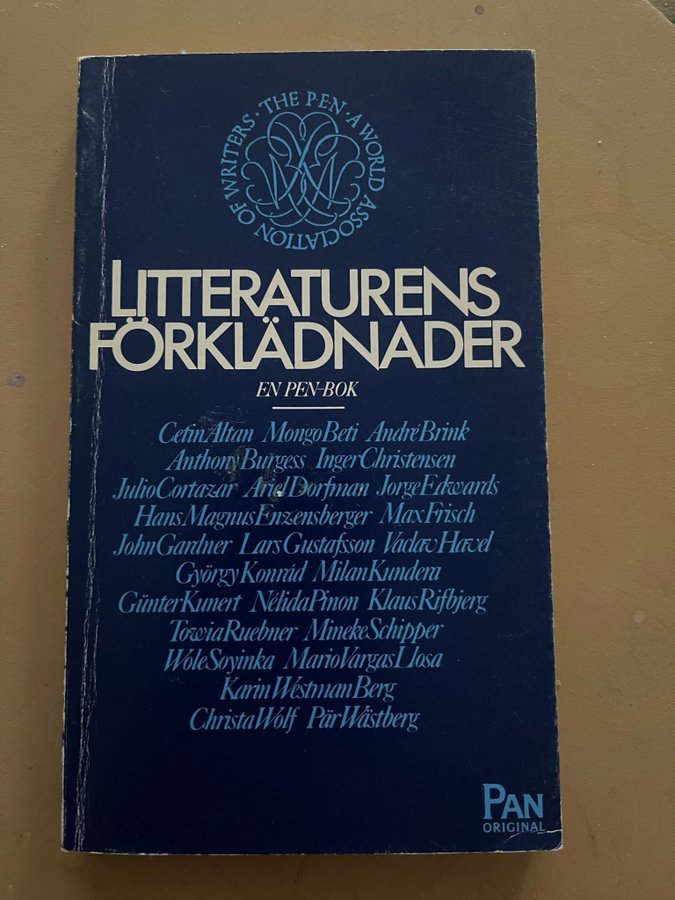 THE P·E·N · A WORLD ASSOCIATION OF WRITERS ·
LITTERATURENS
FÖRKLÄDNADER
EN PEN-BOK
Cetin Altan Mongo Beti André Brink
Anthony Burgess Inger Christensen
Julio Cortazar Ariel Dorfman Jorge Edwards
Hans Magnus Enzensberger Max Frisch
John Gardner Lars Gustafsson Vaclav Havel
György Konrád Milan Kundera
Günter Kunert Nélida Pinon Klaus Rifbjerg
Towia Ruebner Mineke Schipper
Wole Soyinka Mario Vargas Llosa
Karin Westman Berg
Christa Wolf Pär Wästberg
PAN
ORIGINAL